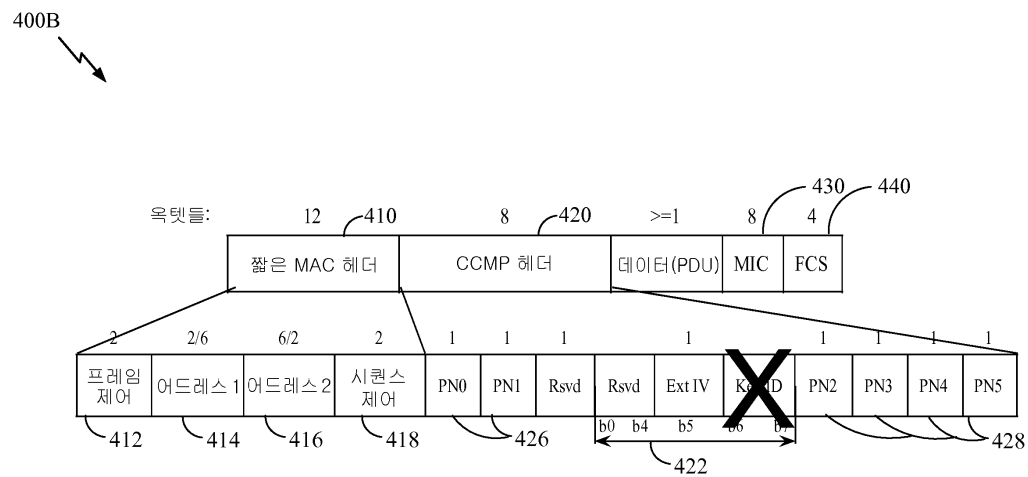 400B
430
440
옥텟들:
12
410
8
420
>=1
8
4
짧은 MAC 헤더
CCMP 헤더
데이터(PDU)
MIC
FCS
2
2/6
6/2
2
1
1
1
1
1
1
1
1
프레임
제어
어드레스 1
어드레스 2
시퀀스
제어
PN0
PN1
Rsvd
Rsvd
Ext IV
Key ID
PN2
PN3
PN4
PN5
b0
b4
b5
b6
b7
412
414
416
418
426
422
428